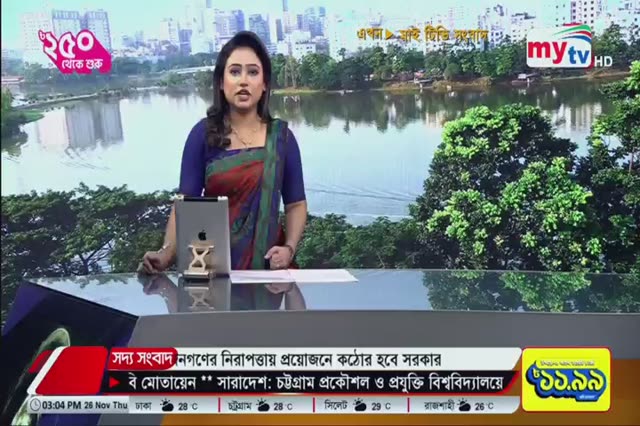 ৳২৫০
থেকে শুরু
এখন ▶ মাই টিভি সংবাদ
mytv HD
সদ্য সংবাদ
নগণের নিরাপত্তায় প্রয়োজনে কঠোর হবে সরকার
বি মোতায়েন ** সারাদেশ: চট্টগ্রাম প্রকৌশল ও প্রযুক্তি বিশ্ববিদ্যালয়ে
৳১১.৯৯
03:04 PM 26 Nov Thu ঢাকা 28°C চট্টগ্রাম 28°C সিলেট 29°C রাজশাহী 26°C